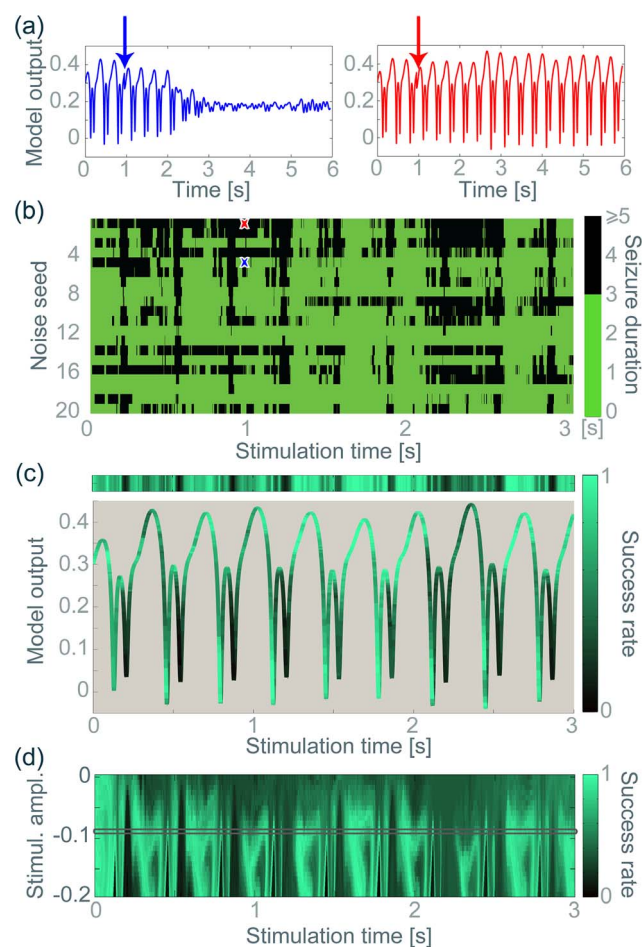 (a)
Model output
0.4
0.2
0
0 1 2 3 4 5 6
Time [s]
0 1 2 3 4 5 6
Time [s]
(b)
Noise seed
4
8
12
16
20
0 1 2 3
Stimulation time [s]
≥5
4
3
2
1
0
[s]
Seizure duration
(c)
Model output
0.4
0.3
0.2
0.1
0
0 1 2 3
Stimulation time [s]
1
0
Success rate
(d)
Stimul. ampl.
0
-0.1
-0.2
0 1 2 3
Stimulation time [s]
1
0
Success rate